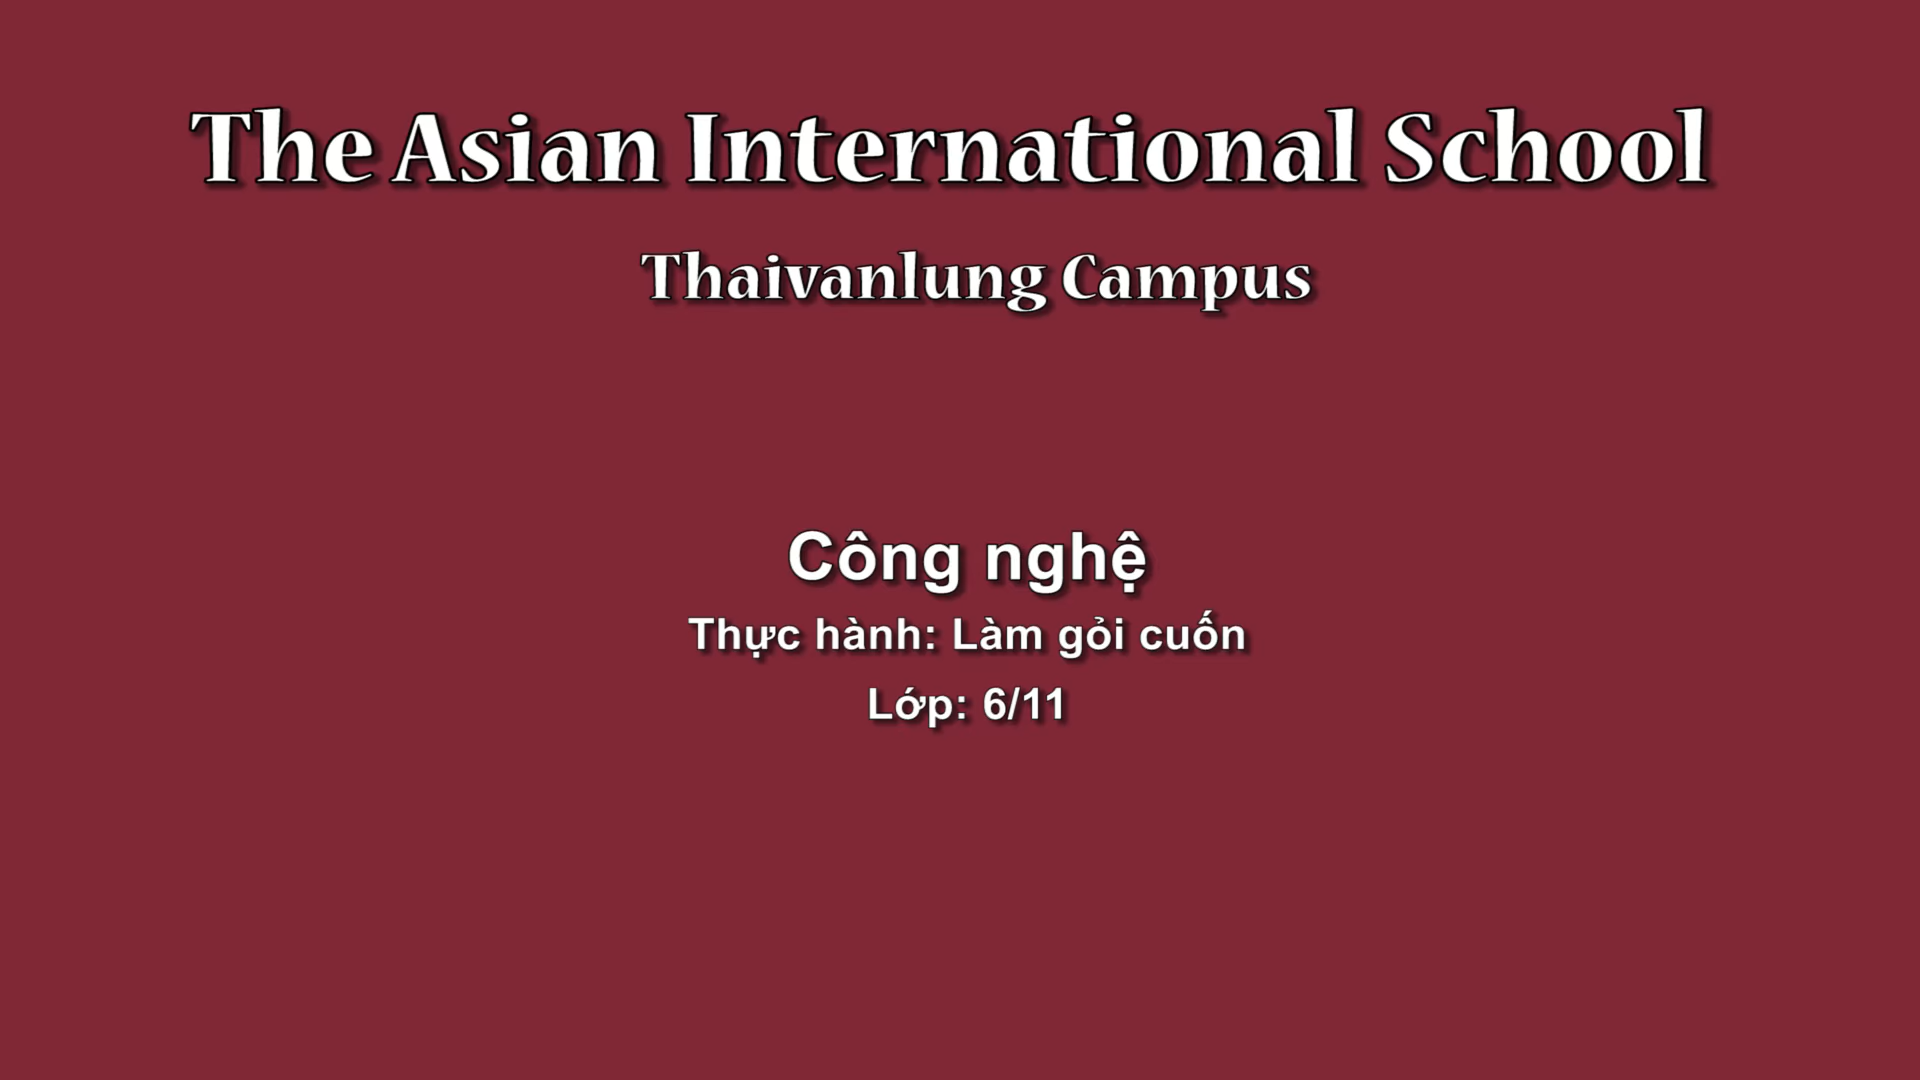 The Asian International School
Thaivanlung Campus
Công nghệ
Thực hành: Làm gỏi cuốn
Lớp: 6/11